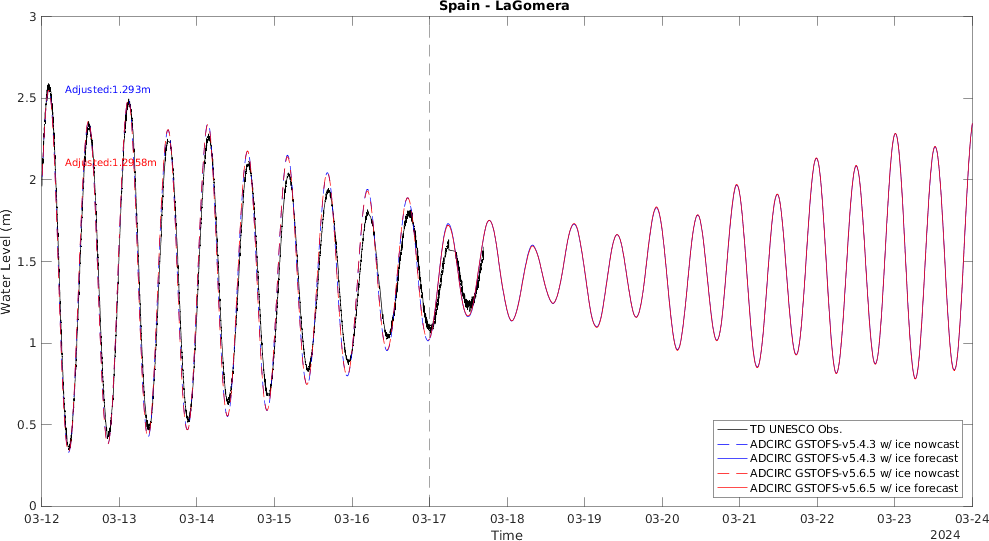 Spain - LaGomera
3
2.5
2
1.5
1
0.5
0
Water Level (m)
Adjusted:1.293m
Adjusted:1.2958m
TD UNESCO Obs.
ADCIRC GSTOFS-v5.4.3 w/ ice nowcast
ADCIRC GSTOFS-v5.4.3 w/ ice forecast
ADCIRC GSTOFS-v5.6.5 w/ ice nowcast
ADCIRC GSTOFS-v5.6.5 w/ ice forecast
03-12 03-13 03-14 03-15 03-16 03-17 03-18 03-19 03-20 03-21 03-22 03-23 03-24
Time
2024